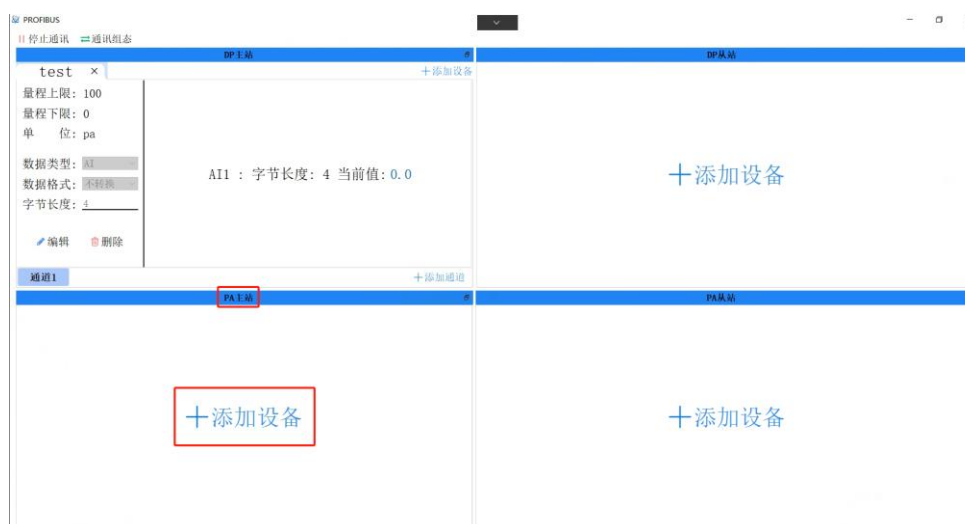 PROFIBUS
停止通讯 通讯组态
DP主站
DP从站
test ×
+添加设备
量程上限: 100
量程下限: 0
单 位: pa
数据类型: AI
数据格式: 不转换
字节长度: 4
编辑 删除
AI1 : 字节长度: 4 当前值: 0.0
通道1
+添加通道
+添加设备
PA主站
PA从站
+添加设备
+添加设备